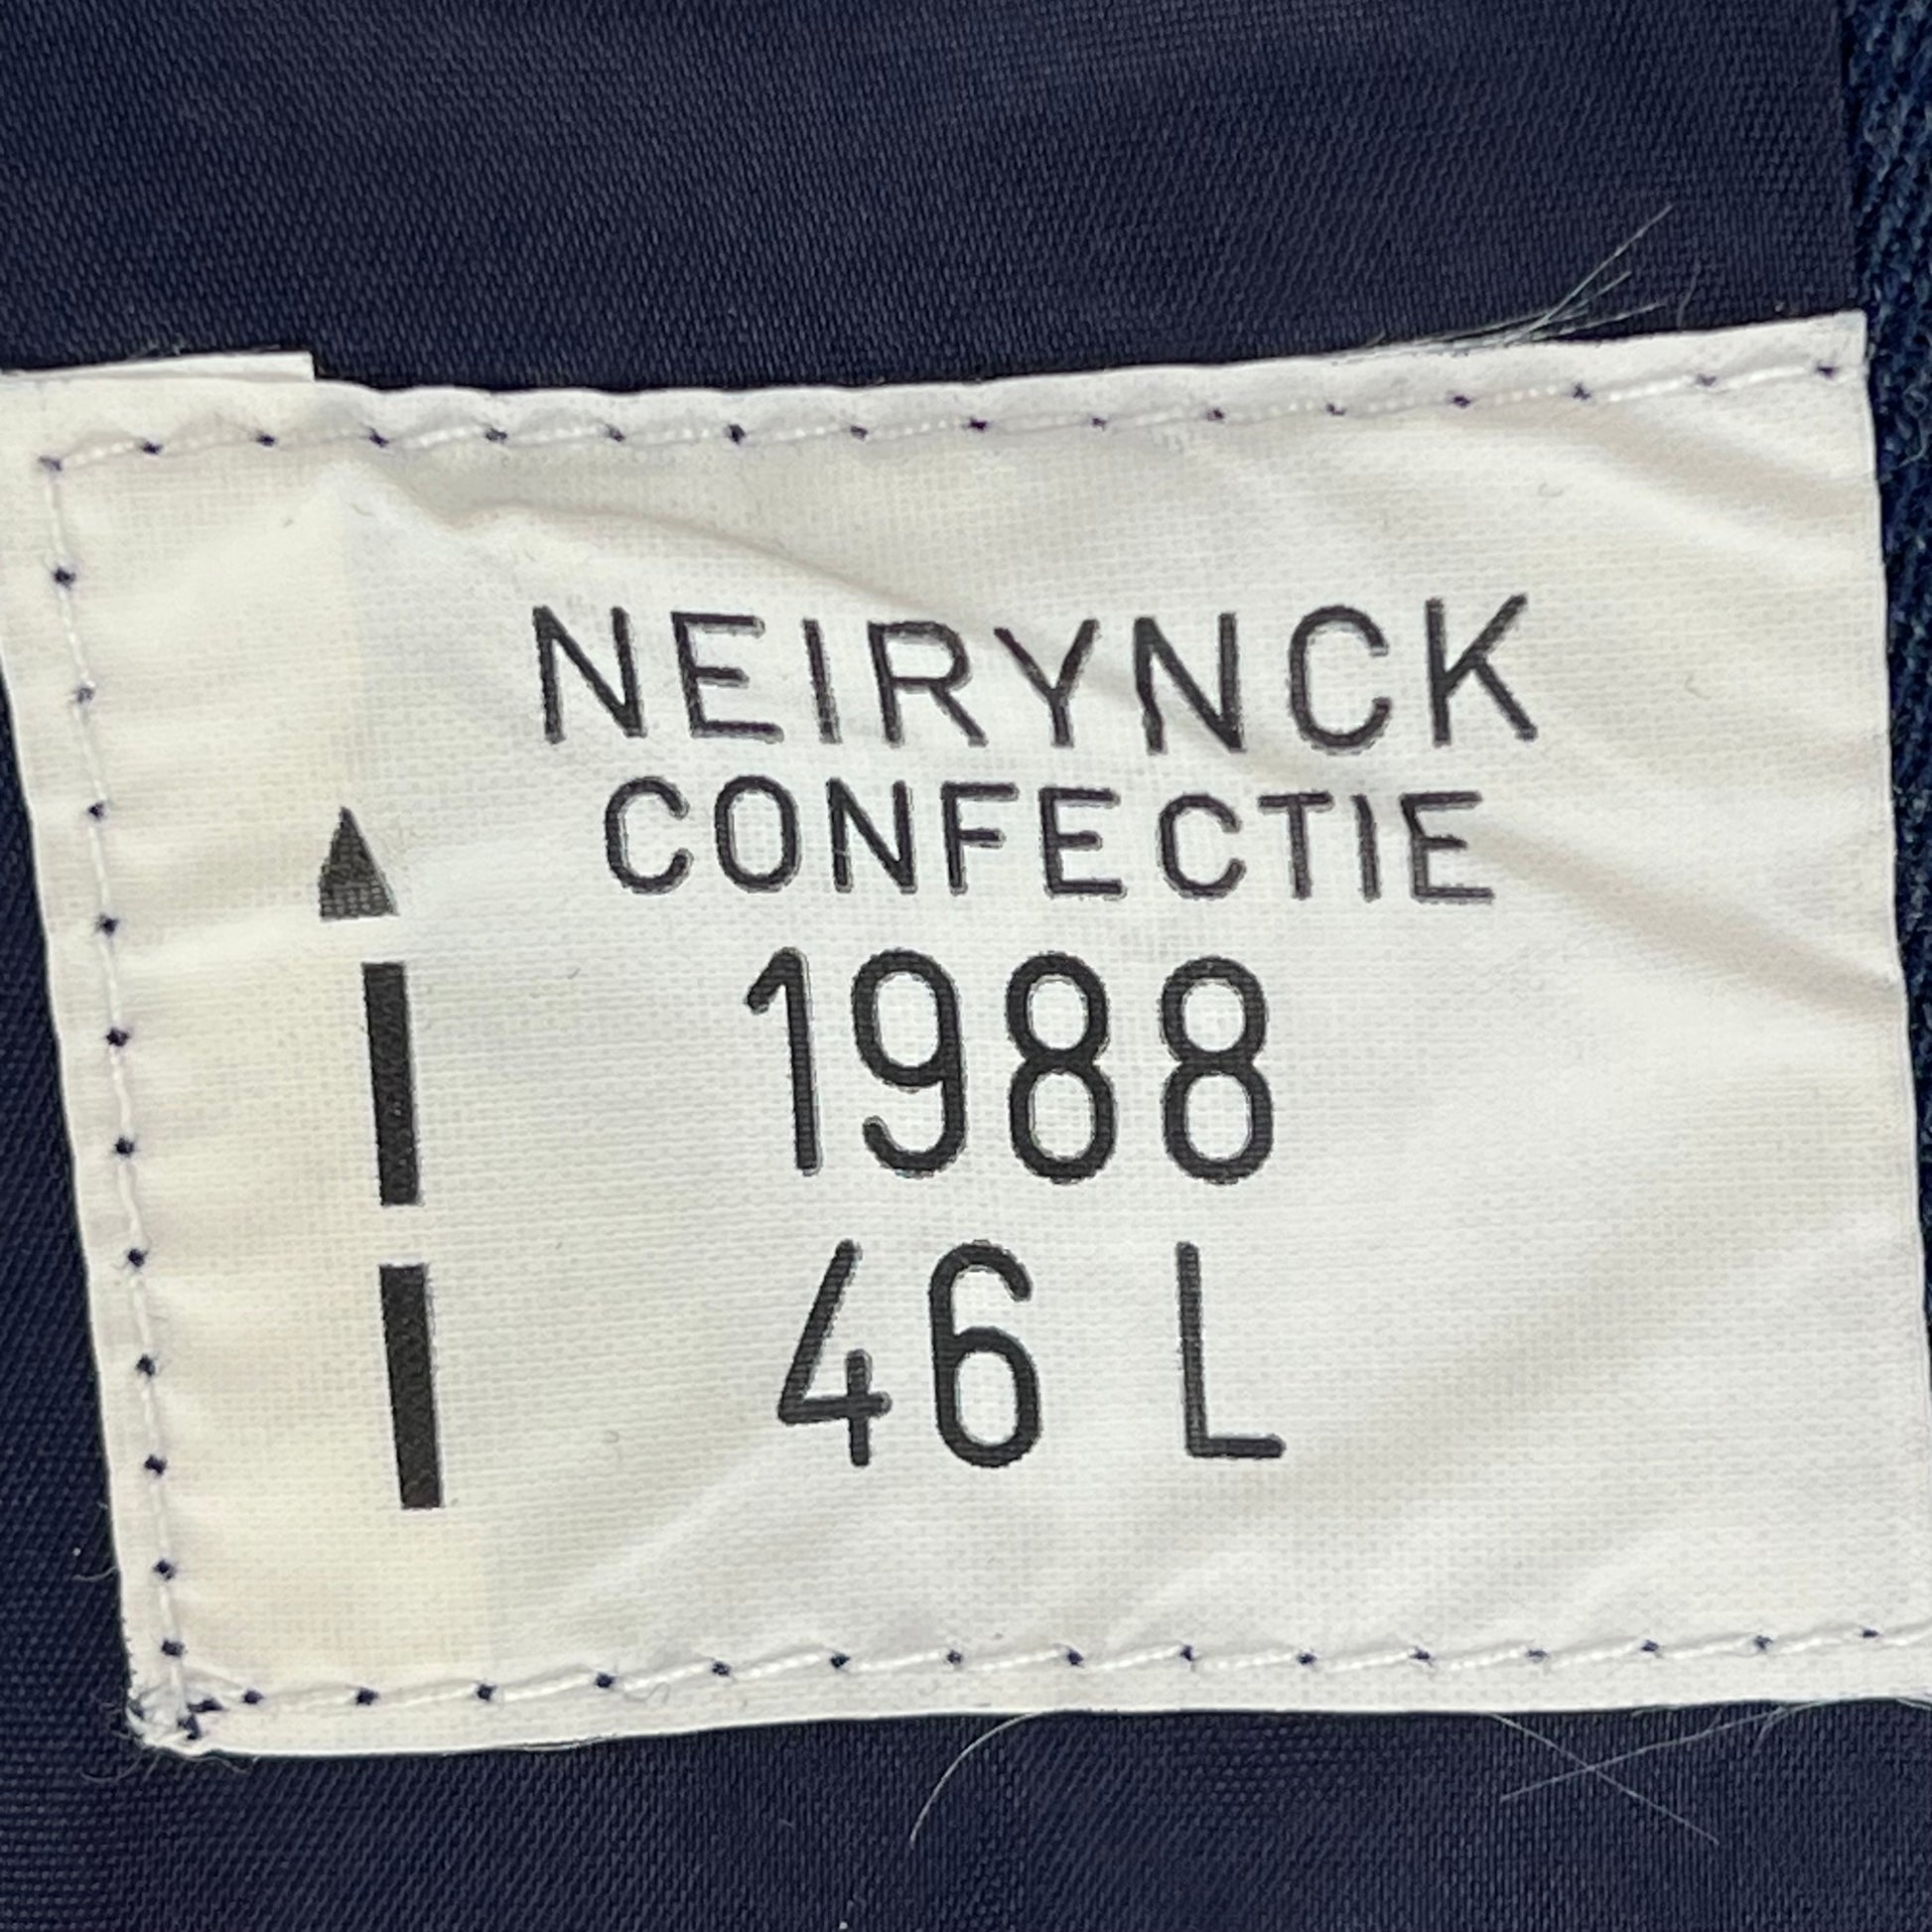 NEIRYNCK
CONFECTIE
1988
46 L